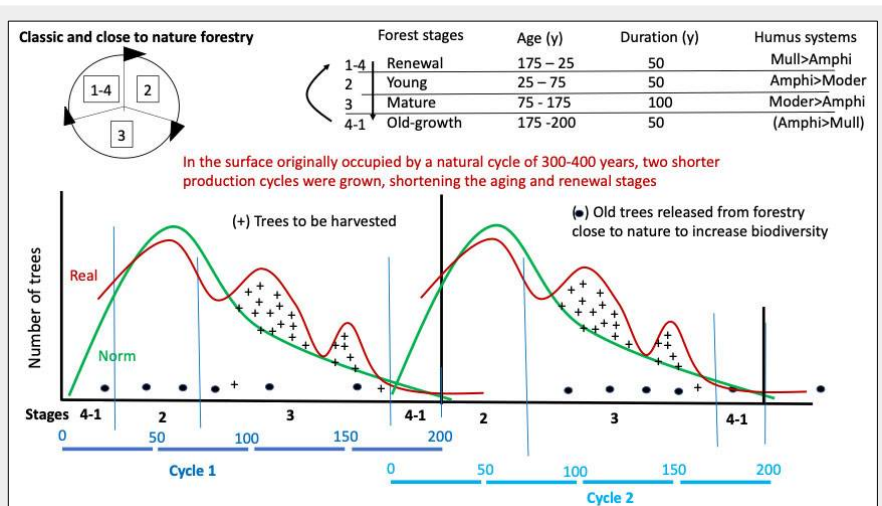 Classic and close to nature forestry
1-4 2
3
Forest stages Age (y) Duration (y) Humus systems
1-4 Renewal 175 – 25 50 Mull>Amphi
2 Young 25 – 75 50 Amphi>Moder
3 Mature 75 - 175 100 Moder>Amphi
4-1 Old-growth 175 -200 50 (Amphi>Mull)
In the surface originally occupied by a natural cycle of 300-400 years, two shorter
production cycles were grown, shortening the aging and renewal stages
(+) Trees to be harvested
(•) Old trees released from forestry
close to nature to increase biodiversity
Number of trees
Real
Norm
Stages 4-1 2 3 4-1 2 3 4-1
0 50 100 150 200
Cycle 1
0 50 100 150 200
Cycle 2